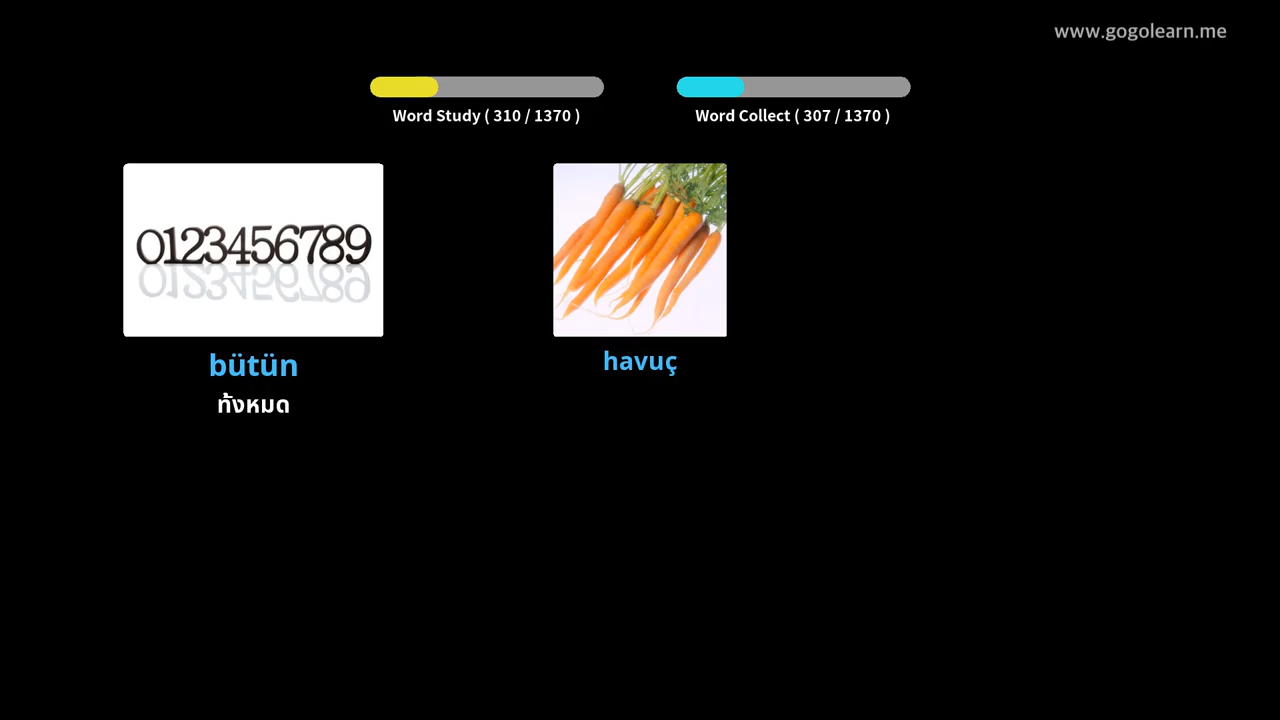 www.gogolearn.me
Word Study ( 310 / 1370 )
Word Collect ( 307 / 1370 )
0123456789
bütün
ทั้งหมด
havuç